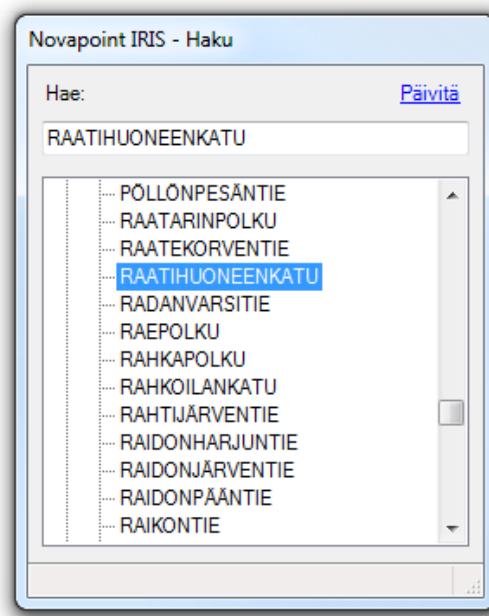 Novapoint IRIS - Haku
Hae: Päivitä
RAATIHUONEENKATU
PÖLLÖNPESÄNTIE
RAATARINPOLKU
RAATEKORVENTIE
RAATIHUONEENKATU
RADANVARSITIE
RAEPOLKU
RAHKAPOLKU
RAHKOILANKATU
RAHTIJÄRVENTIE
RAIDONHARJUNTIE
RAIDONJÄRVENTIE
RAIDONPÄÄNTIE
RAIKONTIE